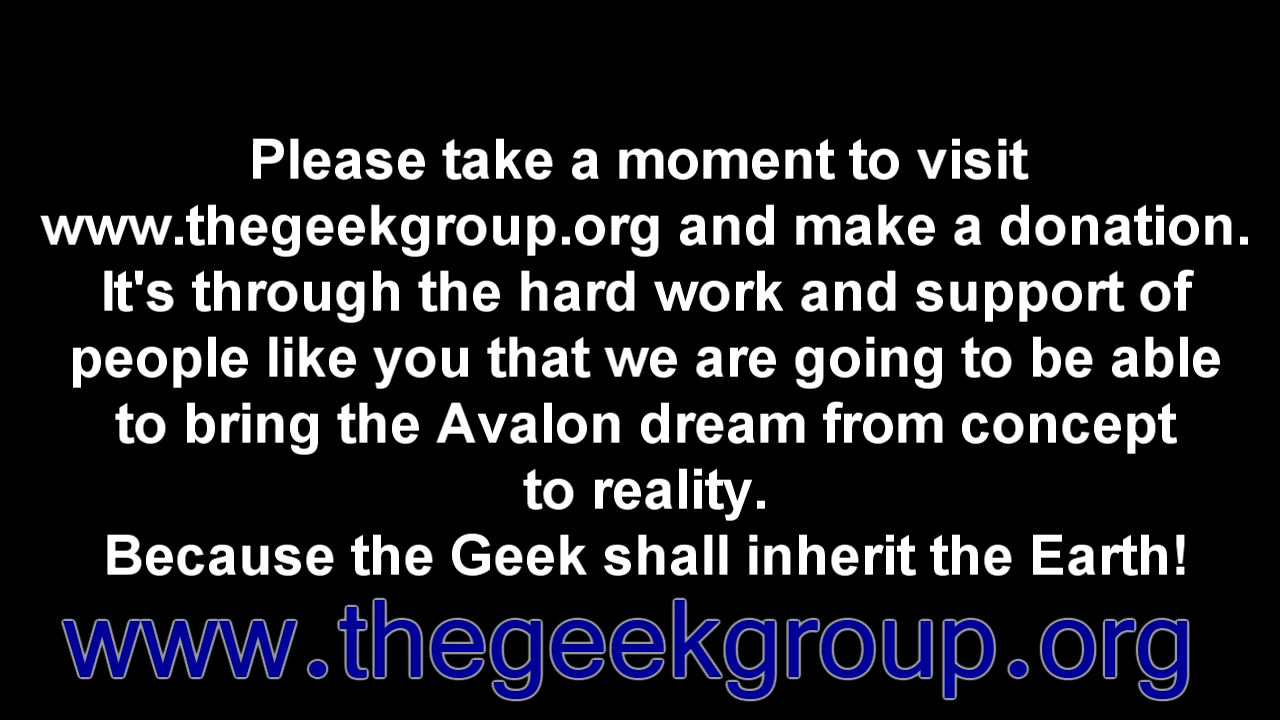 Please take a moment to visit
www.thegeekgroup.org and make a donation.
It's through the hard work and support of
people like you that we are going to be able
to bring the Avalon dream from concept
to reality.
Because the Geek shall inherit the Earth!
www.thegeekgroup.org